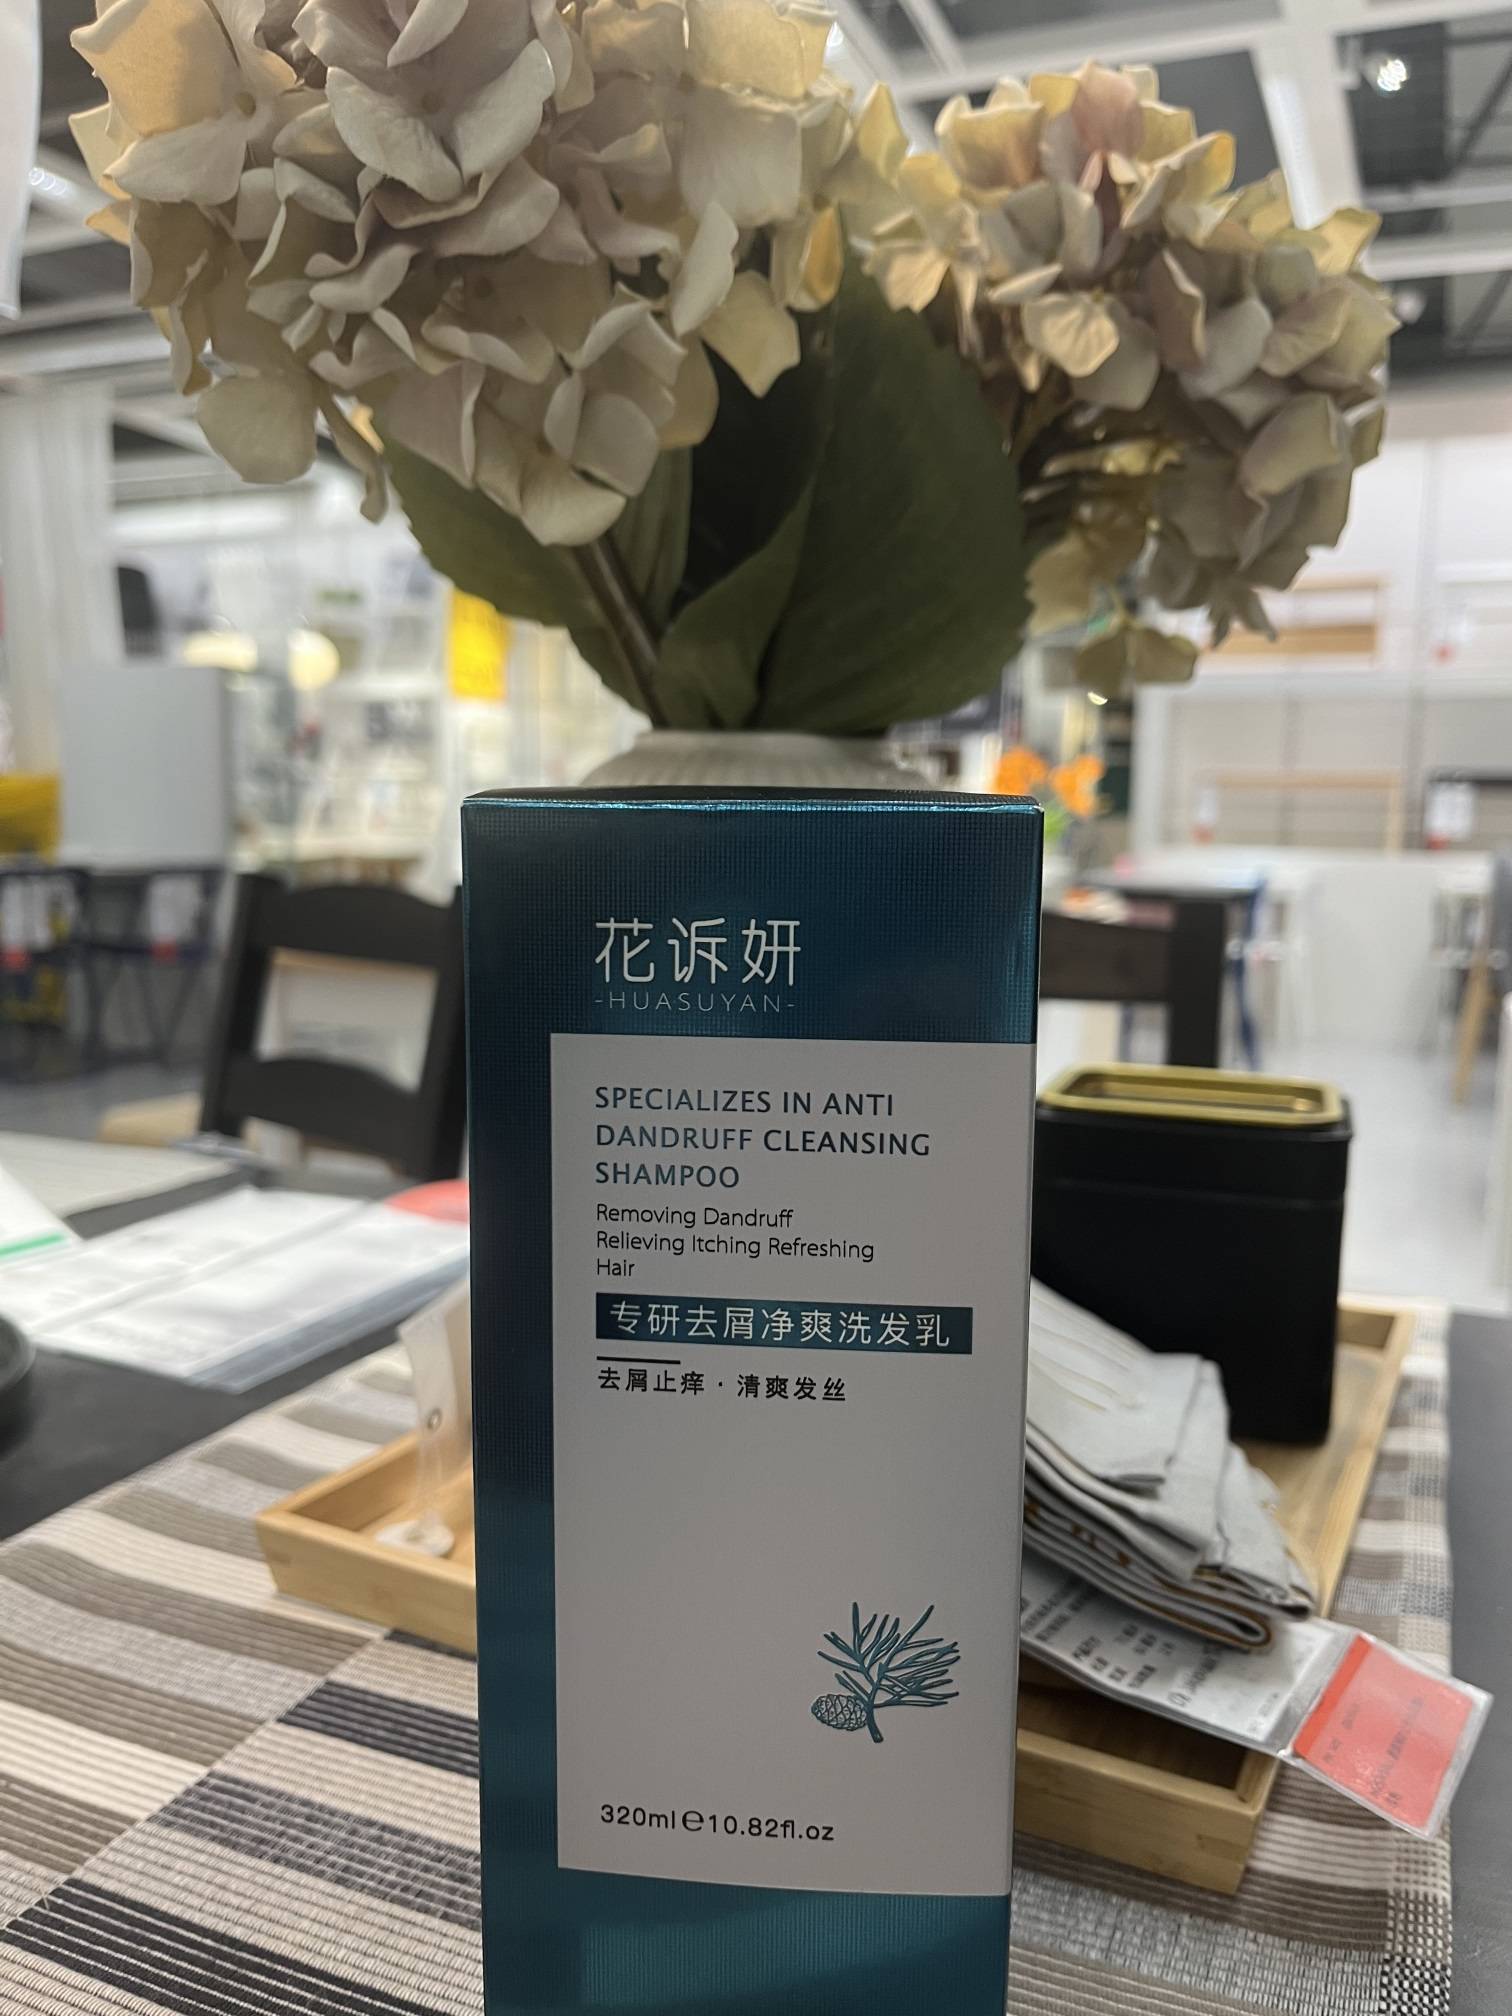 花诉妍
-HUASUYAN-
SPECIALIZES IN ANTI
DANDRUFF CLEANSING
SHAMPOO
Removing Dandruff
Relieving Itching Refreshing
Hair
专研去屑净爽洗发乳
去屑止痒·清爽发丝
320ml℮10.82fl.oz